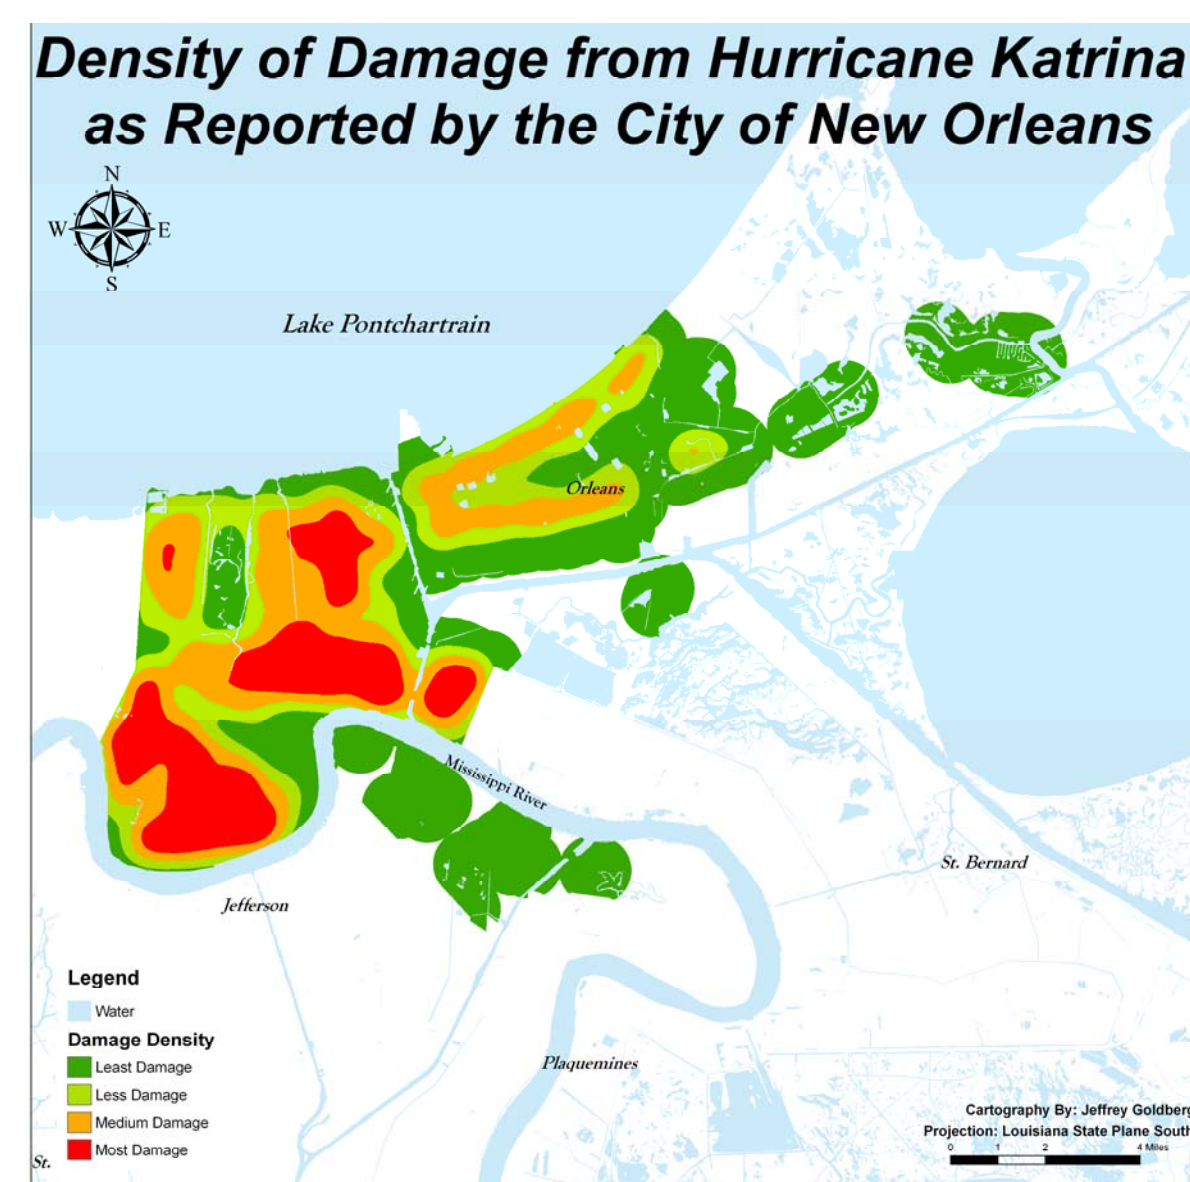 Density of Damage from Hurricane Katrina
as Reported by the City of New Orleans
N
W
E
S
Lake Pontchartrain
Orleans
Mississippi River
St. Bernard
Jefferson
Plaquemines
Legend
Water
Damage Density
Least Damage
Less Damage
Medium Damage
Most Damage
St.
Cartography By: Jeffrey Goldberg
Projection: Louisiana State Plane South
0 1 2 4 Miles